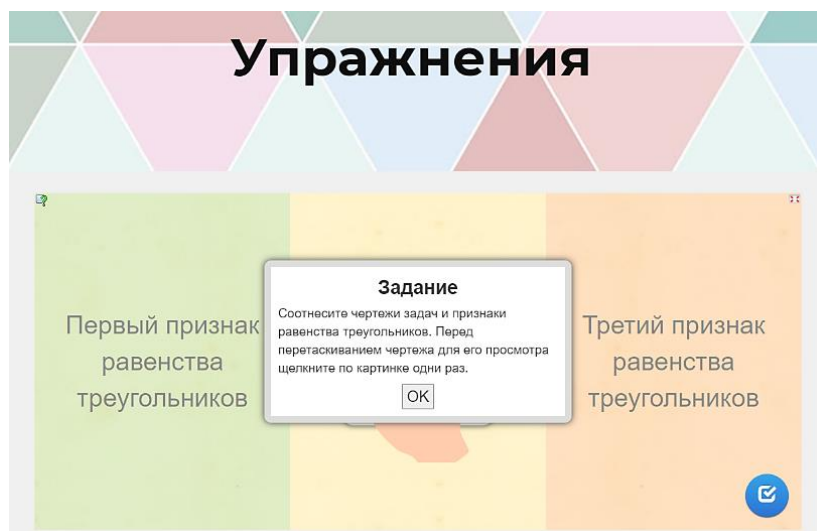 Упражнения
Первый признак
равенства
треугольников
Задание
Соотнесите чертежи задач и признаки
равенства треугольников. Перед
перетаскиванием чертежа для его просмотра
щелкните по картинке одни раз.
OK
Третий признак
равенства
треугольников